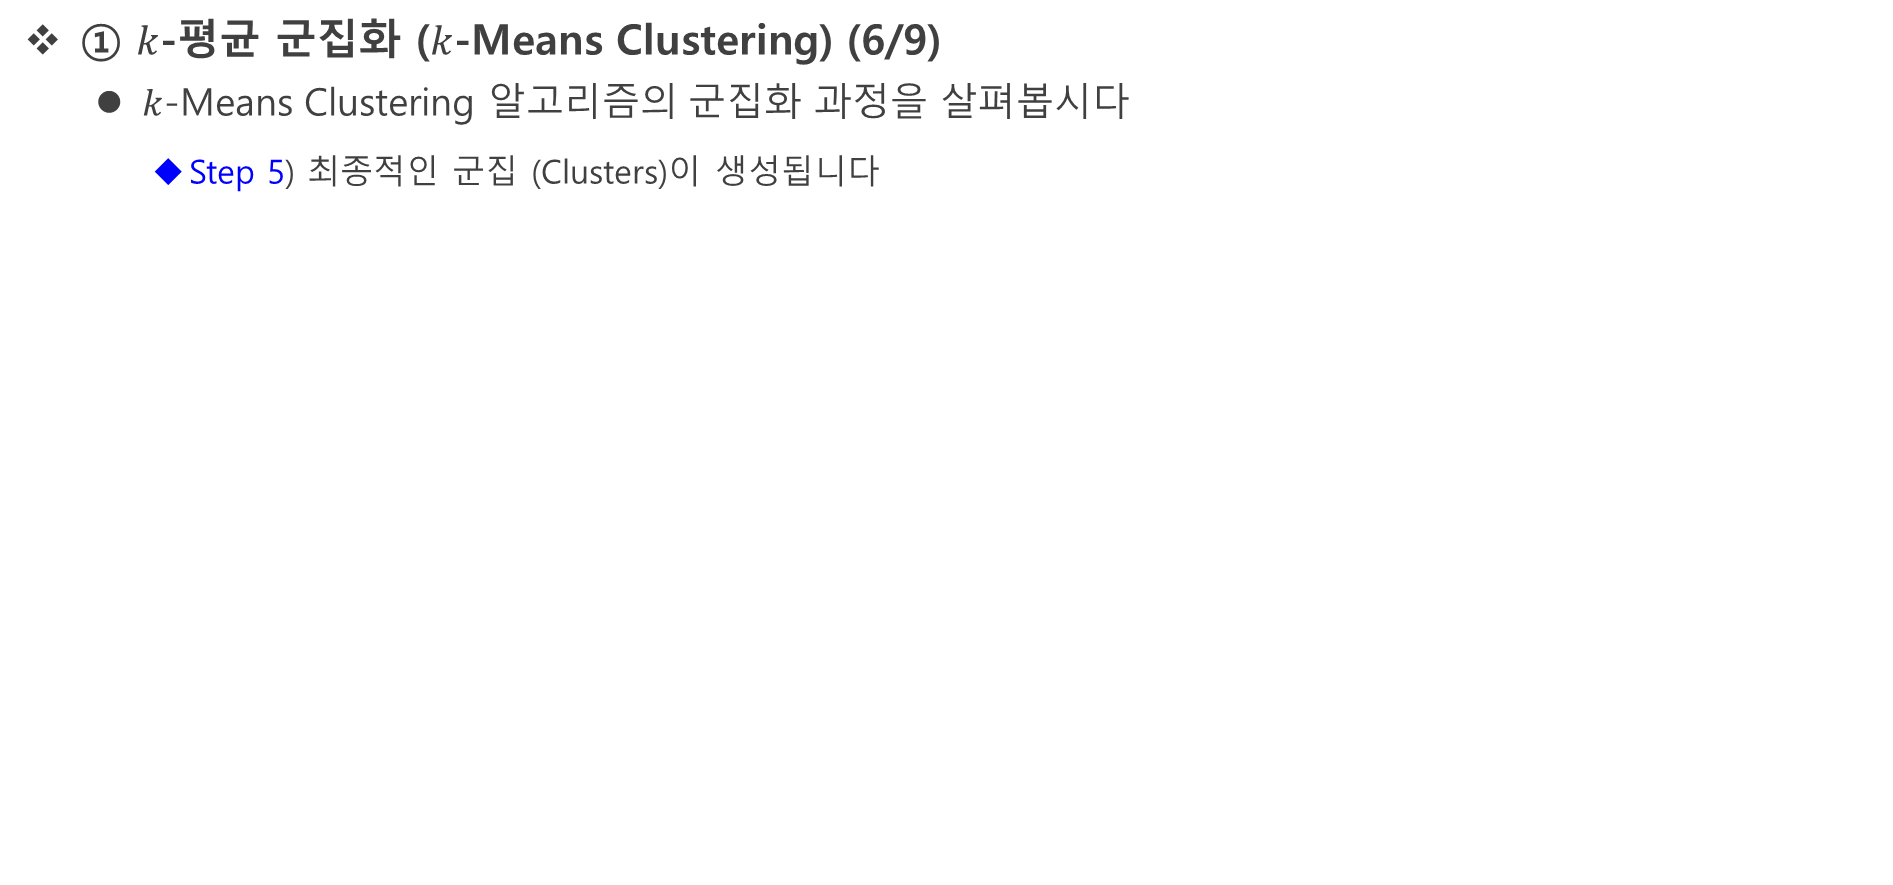 ❖ ① k-평균 군집화 (k-Means Clustering) (6/9)
● k-Means Clustering 알고리즘의 군집화 과정을 살펴봅시다
◆ Step 5) 최종적인 군집 (Clusters)이 생성됩니다